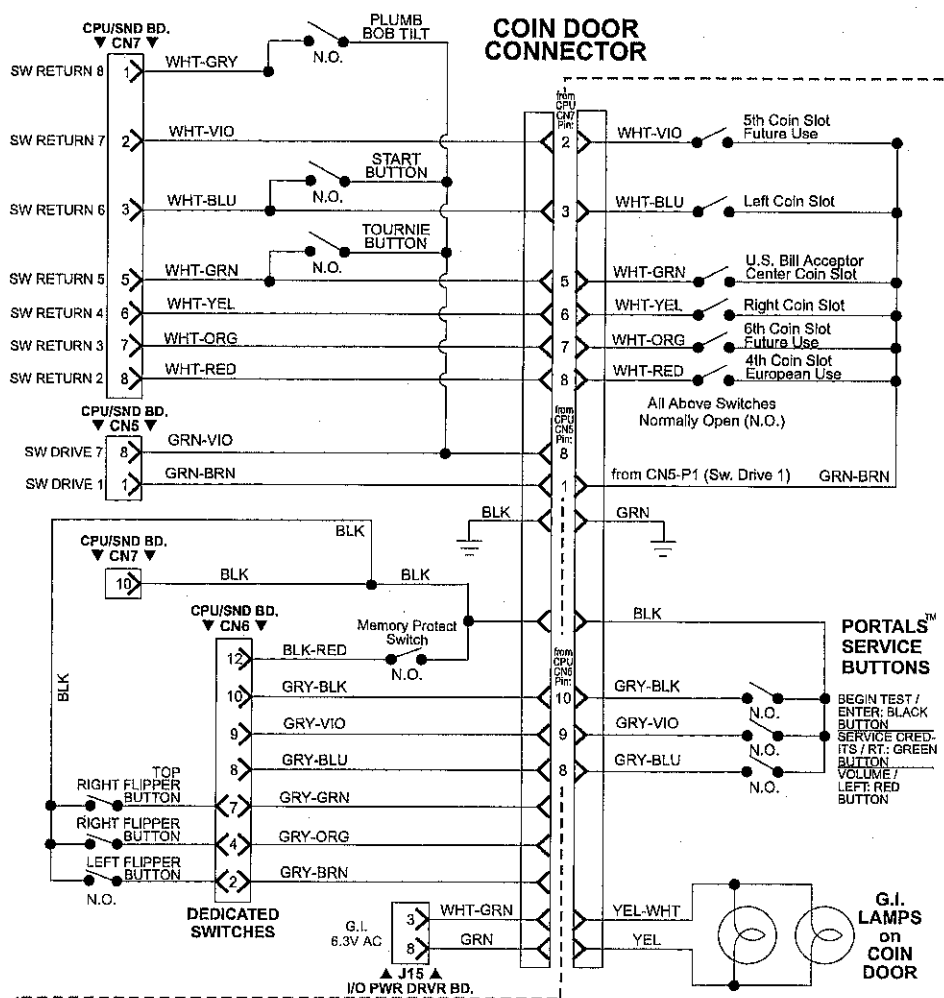 CPU/SND BD.
▼ CN7 ▼
PLUMB
BOB TILT
N.O.
COIN DOOR
CONNECTOR
SW RETURN 8
1
WHT-GRY
from
CPU
CN7
Pin:
SW RETURN 7
2
WHT-VIO
2
WHT-VIO
5th Coin Slot
Future Use
START
BUTTON
N.O.
SW RETURN 6
3
WHT-BLU
3
WHT-BLU
Left Coin Slot
TOURNIE
BUTTON
N.O.
SW RETURN 5
5
WHT-GRN
5
WHT-GRN
U.S. Bill Acceptor
Center Coin Slot
SW RETURN 4
6
WHT-YEL
6
WHT-YEL
Right Coin Slot
SW RETURN 3
7
WHT-ORG
7
WHT-ORG
6th Coin Slot
Future Use
SW RETURN 2
8
WHT-RED
8
WHT-RED
4th Coin Slot
European Use
All Above Switches
Normally Open (N.O.)
CPU/SND BD.
▼ CN5 ▼
from
CPU
CN5
Pin:
SW DRIVE 7
8
GRN-VIO
8
SW DRIVE 1
1
GRN-BRN
1
from CN5-P1 (Sw. Drive 1)
GRN-BRN
BLK
BLK
GRN
CPU/SND BD.
▼ CN7 ▼
10
BLK
BLK
CPU/SND BD.
▼ CN6 ▼
Memory Protect
Switch
N.O.
BLK
PORTALS™
SERVICE
BUTTONS
12
BLK-RED
from
CPU
CN6
Pin:
BLK
10
GRY-BLK
10
GRY-BLK
N.O.
BEGIN TEST /
ENTER: BLACK
BUTTON
9
GRY-VIO
9
GRY-VIO
N.O.
SERVICE CRED-
ITS / RT.: GREEN
BUTTON
8
GRY-BLU
8
GRY-BLU
N.O.
VOLUME /
LEFT: RED
BUTTON
TOP
RIGHT FLIPPER
BUTTON
7
GRY-GRN
RIGHT FLIPPER
BUTTON
4
GRY-ORG
LEFT FLIPPER
BUTTON
N.O.
2
GRY-BRN
DEDICATED
SWITCHES
G.I.
6.3V AC
3
WHT-GRN
YEL-WHT
8
GRN
YEL
▲ J15 ▲
I/O PWR DRVR BD.
G.I.
LAMPS
on
COIN
DOOR